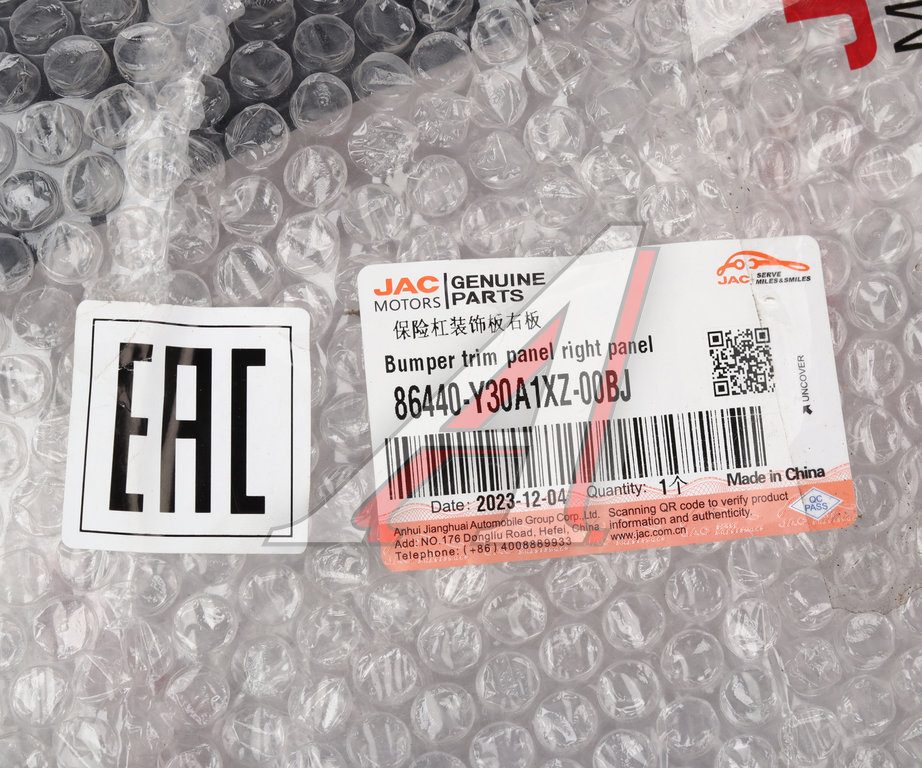 JAC
MOTORS
GENUINE
PARTS
JAC
SERVE
MILES&SMILES
保险杠装饰板右板
Bumper trim panel right panel
86440-Y30A1XZ-00BJ
UNCOVER
EAC
Made in China
Date: 2023-12-04 Quantity: 1个
Anhui Jianghuai Automobile Group Corp., Ltd.
Add: NO.176 Dongliu Road, Hefei, China
Telephone: (+86) 4008889933
Scanning QR code to verify product
information and authenticity.
www.jac.com.cn
QC
PASS